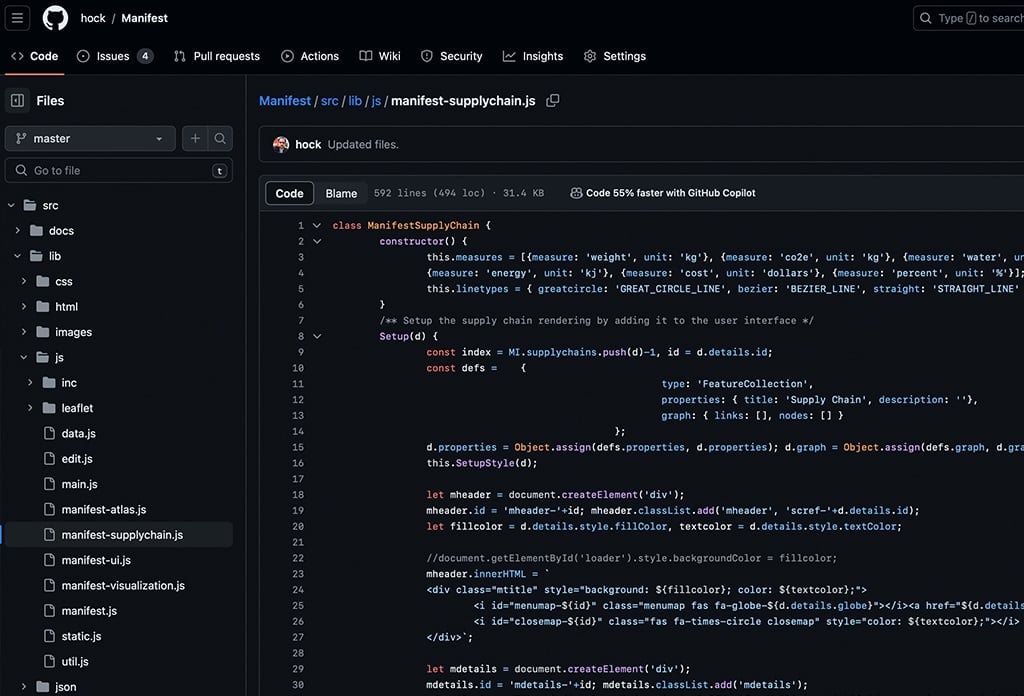 hock / Manifest
Type / to search
Code Issues 4 Pull requests Actions Wiki Security Insights Settings
Files
master
Go to file t
src
docs
lib
css
html
images
js
inc
leaflet
data.js
edit.js
main.js
manifest-atlas.js
manifest-supplychain.js
manifest-ui.js
manifest-visualization.js
manifest.js
static.js
util.js
json
Manifest / src / lib / js / manifest-supplychain.js
hock Updated files.
Code Blame 592 lines (494 loc) · 31.4 KB Code 55% faster with GitHub Copilot
1 class ManifestSupplyChain {
2 constructor() {
3 this.measures = [{measure: 'weight', unit: 'kg'}, {measure: 'co2e', unit: 'kg'}, {measure: 'water', un
4 {measure: 'energy', unit: 'kj'}, {measure: 'cost', unit: 'dollars'}, {measure: 'percent', unit: '%'}];
5 this.linetypes = { greatcircle: 'GREAT_CIRCLE_LINE', bezier: 'BEZIER_LINE', straight: 'STRAIGHT_LINE'
6 }
7 /** Setup the supply chain rendering by adding it to the user interface */
8 Setup(d) {
9 const index = MI.supplychains.push(d)-1, id = d.details.id;
10 const defs = {
11 type: 'FeatureCollection',
12 properties: { title: 'Supply Chain', description: ''},
13 graph: { links: [], nodes: [] }
14 };
15 d.properties = Object.assign(defs.properties, d.properties); d.graph = Object.assign(defs.graph, d.gra
16 this.SetupStyle(d);
17
18 let mheader = document.createElement('div');
19 mheader.id = 'mheader-'+id; mheader.classList.add('mheader', 'scref-'+d.details.id);
20 let fillcolor = d.details.style.fillColor, textcolor = d.details.style.textColor;
21
22 //document.getElementById('loader').style.backgroundColor = fillcolor;
23 mheader.innerHTML = `
24 <div class="mtitle" style="background: ${fillcolor}; color: ${textcolor};">
25 <i id="menumap-${id}" class="menumap fas fa-globe-${d.details.globe}"></i><a href="${d.details
26 <i id="closemap-${id}" class="fas fa-times-circle closemap" style="color: ${textcolor};"></i>
27 </div>`;
28
29 let mdetails = document.createElement('div');
30 mdetails.id = 'mdetails-'+id; mdetails.classList.add('mdetails');